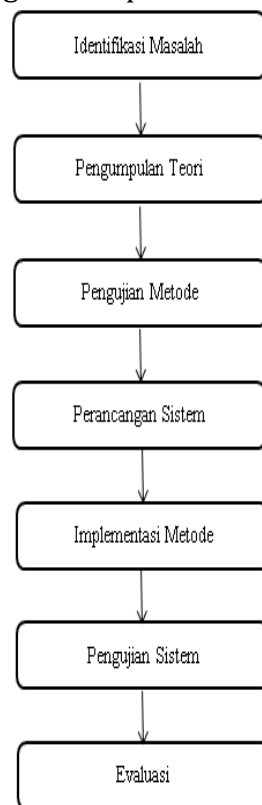 Identifikasi Masalah
Pengumpulan Teori
Pengujian Metode
Perancangan Sistem
Implementasi Metode
Pengujian Sistem
Evaluasi